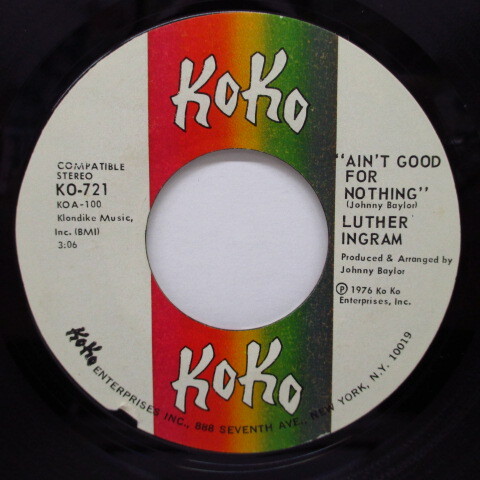 KoKo
COMPATIBLE
STEREO
KO-721
KOA-100
Klondike Music,
Inc. (BMI)
3:06
"AIN'T GOOD
FOR
NOTHING"
(Johnny Baylor)
LUTHER
INGRAM
Produced & Arranged by
Johnny Baylor
Ⓟ 1976 Ko Ko
Enterprises, Inc.
KoKo
KoKo ENTERPRISES INC., 888 SEVENTH AVE., NEW YORK, N.Y. 10019